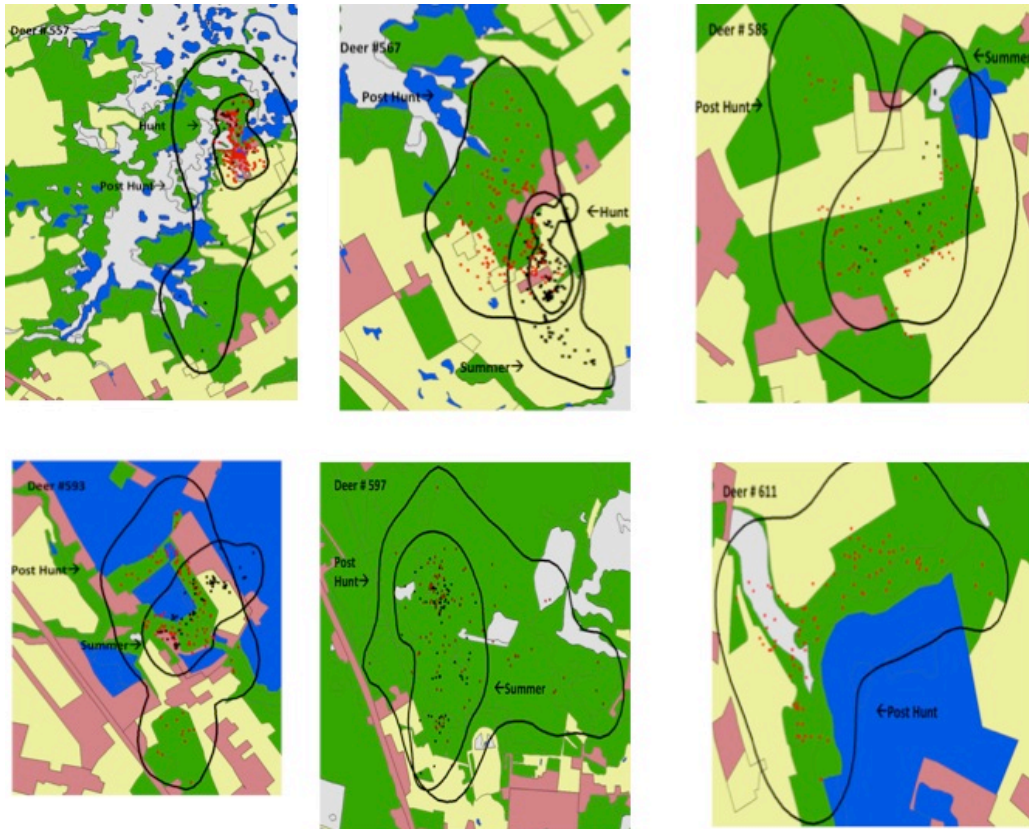 Deer #557
Hunt →
Post Hunt→
Deer #567
Post Hunt→
←Hunt
Summer→
Deer # 585
←Summer
Post Hunt→
Deer #593
Post Hunt→
Summer→
Deer # 597
Post
Hunt→
←Summer
Deer # 611
←Post Hunt